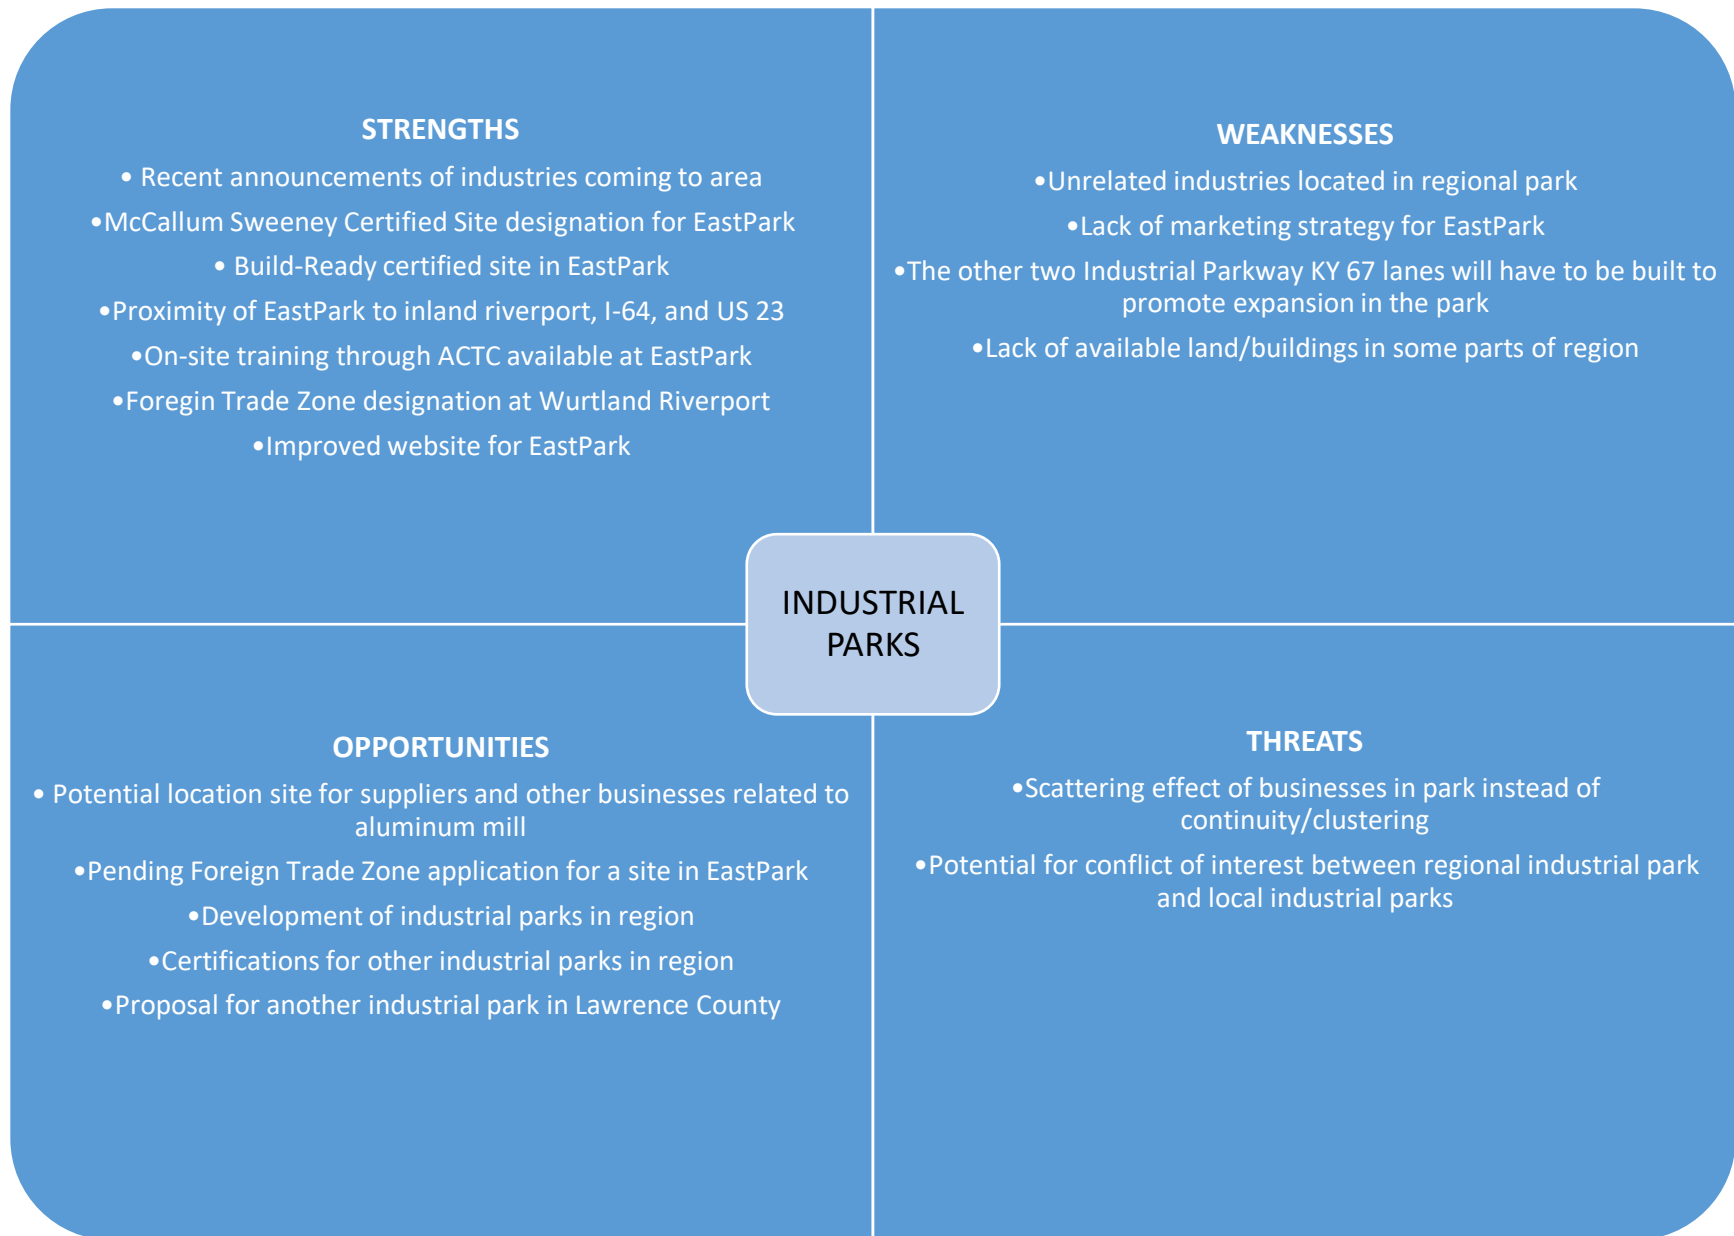 STRENGTHS
• Recent announcements of industries coming to area
•McCallum Sweeney Certified Site designation for EastPark
• Build-Ready certified site in EastPark
•Proximity of EastPark to inland riverport, I-64, and US 23
•On-site training through ACTC available at EastPark
•Foregin Trade Zone designation at Wurtland Riverport
•Improved website for EastPark
WEAKNESSES
•Unrelated industries located in regional park
•Lack of marketing strategy for EastPark
•The other two Industrial Parkway KY 67 lanes will have to be built to
promote expansion in the park
•Lack of available land/buildings in some parts of region
INDUSTRIAL
PARKS
OPPORTUNITIES
• Potential location site for suppliers and other businesses related to
aluminum mill
•Pending Foreign Trade Zone application for a site in EastPark
•Development of industrial parks in region
•Certifications for other industrial parks in region
•Proposal for another industrial park in Lawrence County
THREATS
•Scattering effect of businesses in park instead of
continuity/clustering
•Potential for conflict of interest between regional industrial park
and local industrial parks